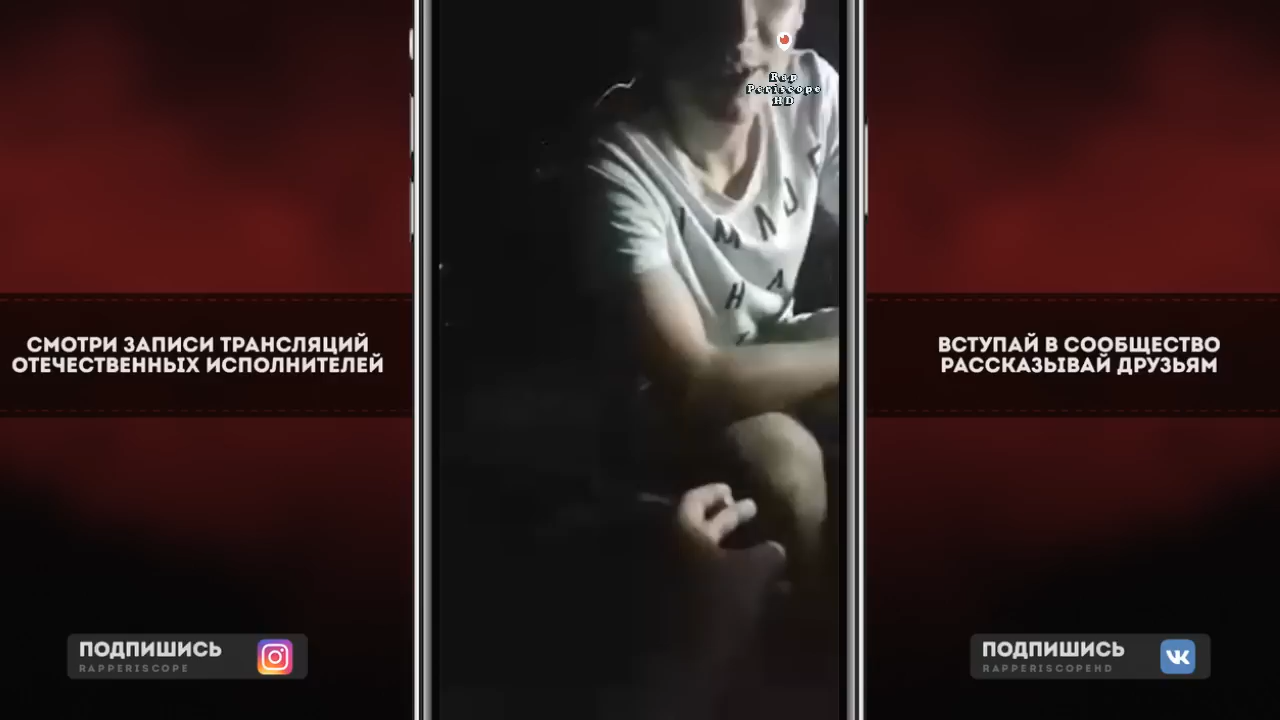 Rap
Periscope
HD
I M A J
H A
СМОТРИ ЗАПИСИ ТРАНСЛЯЦИЙ
ОТЕЧЕСТВЕННЫХ ИСПОЛНИТЕЛЕЙ
ВСТУПАЙ В СООБЩЕСТВО
РАССКАЗЫВАЙ ДРУЗЬЯМ
ПОДПИШИСЬ
RAPPERISCOPE
ПОДПИШИСЬ
RAPPERISCOPEHD